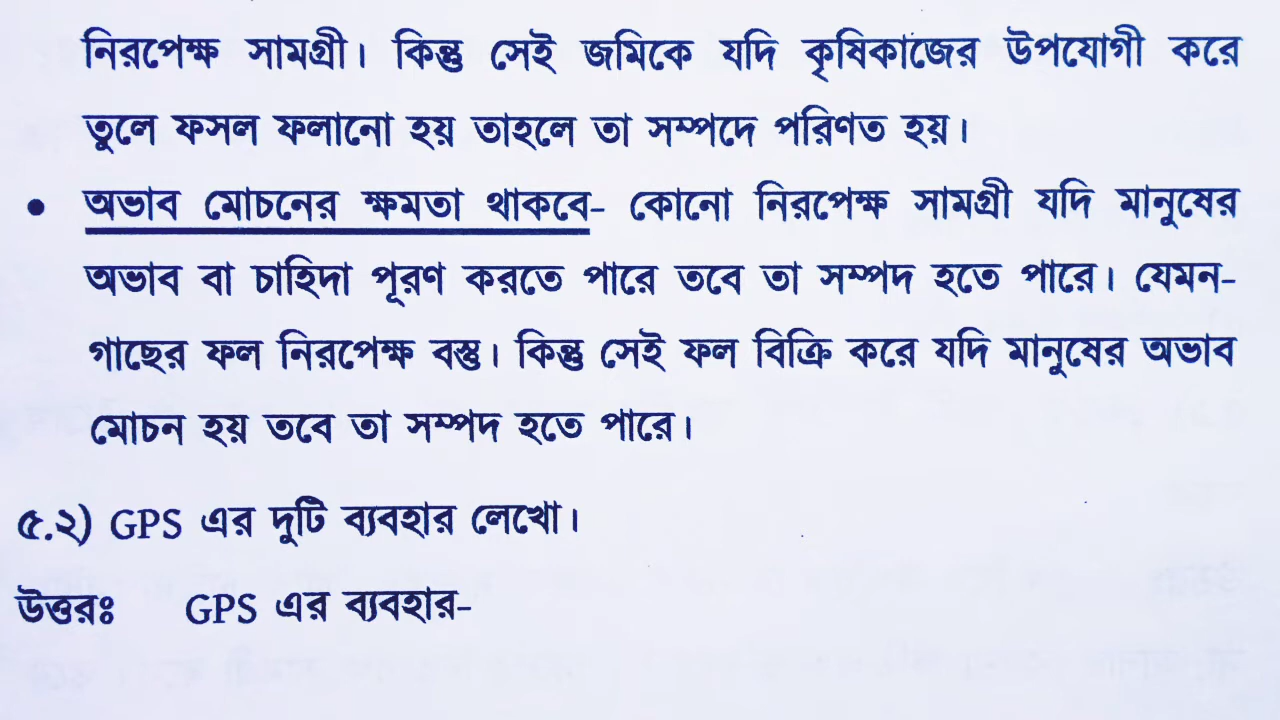 নিরপেক্ষ সামগ্রী। কিন্তু সেই জমিকে যদি কৃষিকাজের উপযোগী করে
তুলে ফসল ফলানো হয় তাহলে তা সম্পদে পরিণত হয়।
• অভাব মোচনের ক্ষমতা থাকবে- কোনো নিরপেক্ষ সামগ্রী যদি মানুষের
অভাব বা চাহিদা পূরণ করতে পারে তবে তা সম্পদ হতে পারে। যেমন-
গাছের ফল নিরপেক্ষ বস্তু। কিন্তু সেই ফল বিক্রি করে যদি মানুষের অভাব
মোচন হয় তবে তা সম্পদ হতে পারে।
৫.২) GPS এর দুটি ব্যবহার লেখো।
উত্তরঃ GPS এর ব্যবহার-